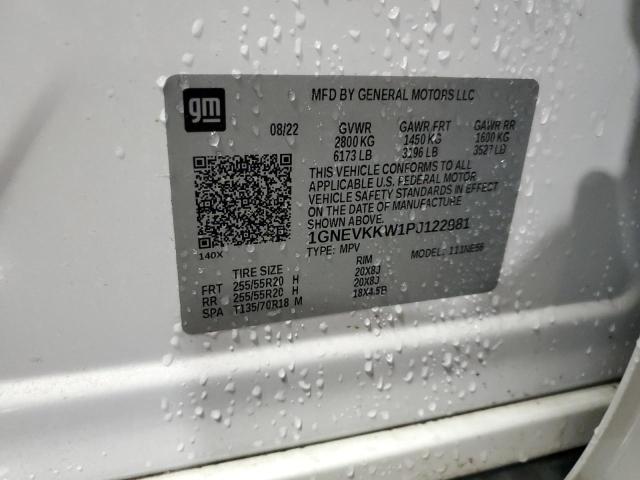 gm
MFD BY GENERAL MOTORS LLC
08/22 GVWR GAWR FRT GAWR RR
2800 KG 1450 KG 1600 KG
6173 LB 3196 LB 3527 LB
THIS VEHICLE CONFORMS TO ALL
APPLICABLE U.S. FEDERAL MOTOR
VEHICLE SAFETY STANDARDS IN EFFECT
ON THE DATE OF MANUFACTURE
SHOWN ABOVE.
1GNEVKKW1PJ122981
TYPE: MPV MODEL: 111NE56
140X
TIRE SIZE RIM
FRT 255/55R20 H 20X8J
RR 255/55R20 H 20X8J
SPA T135/70R18 M 18X4.5B